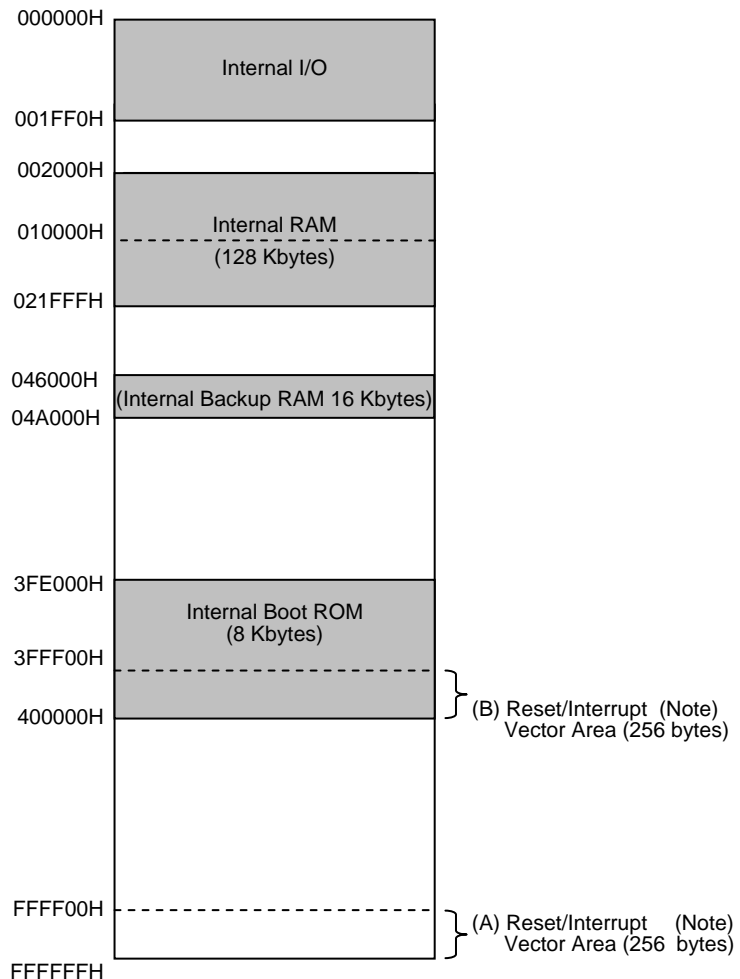 000000H
Internal I/O
001FF0H
002000H
Internal RAM
010000H
(128 Kbytes)
021FFFH
046000H
(Internal Backup RAM 16 Kbytes)
04A000H
3FE000H
Internal Boot ROM
(8 Kbytes)
3FFF00H
(B) Reset/Interrupt (Note)
400000H
Vector Area (256 bytes)
FFFF00H
(A) Reset/Interrupt (Note)
Vector Area (256 bytes)
FFFFFFH